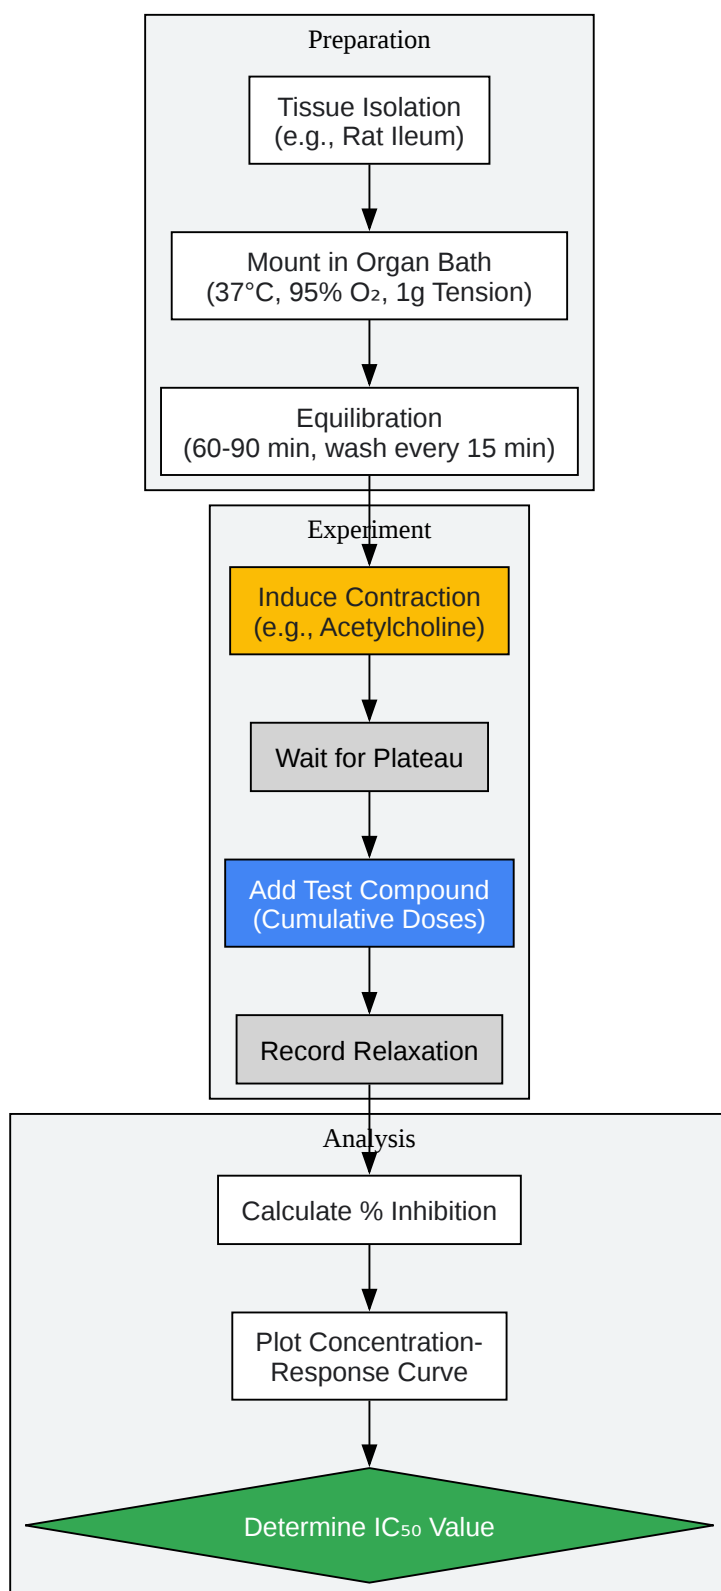 Preparation
Tissue Isolation
(e.g., Rat Ileum)
Mount in Organ Bath
(37°C, 95% O₂, 1g Tension)
Equilibration
(60-90 min, wash every 15 min)
Experiment
Induce Contraction
(e.g., Acetylcholine)
Wait for Plateau
Add Test Compound
(Cumulative Doses)
Record Relaxation
Analysis
Calculate % Inhibition
Plot Concentration-
Response Curve
Determine IC₅₀ Value